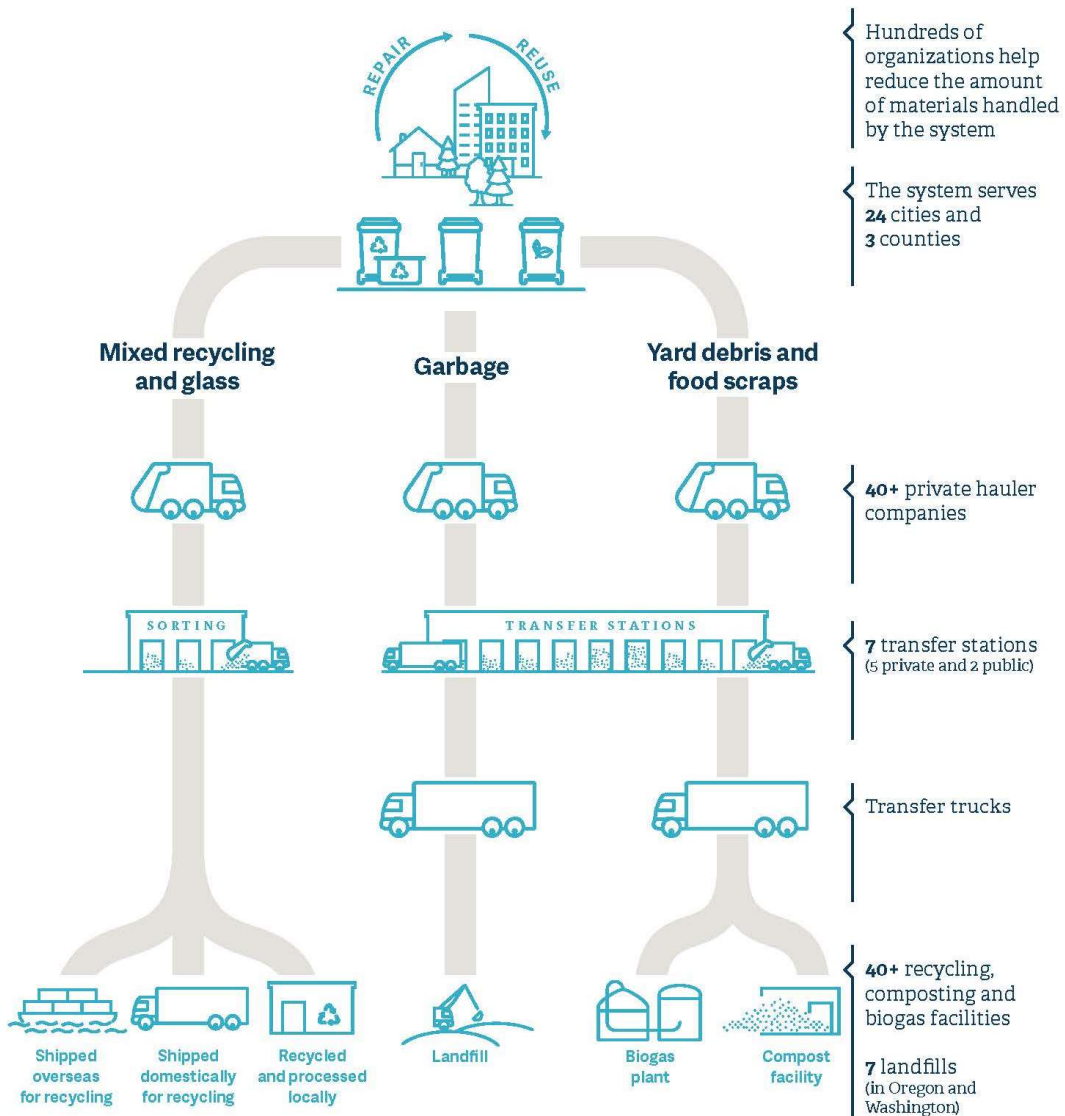 REPAIR
REUSE
Hundreds of
organizations help
reduce the amount
of materials handled
by the system
The system serves
24 cities and
3 counties
Mixed recycling
and glass
Garbage
Yard debris and
food scraps
40+ private hauler
companies
SORTING
TRANSFER STATIONS
7 transfer stations
(5 private and 2 public)
Transfer trucks
40+ recycling,
composting and
biogas facilities
7 landfills
(in Oregon and
Washington)
Shipped
overseas
for recycling
Shipped
domestically
for recycling
Recycled
and processed
locally
Landfill
Biogas
plant
Compost
facility